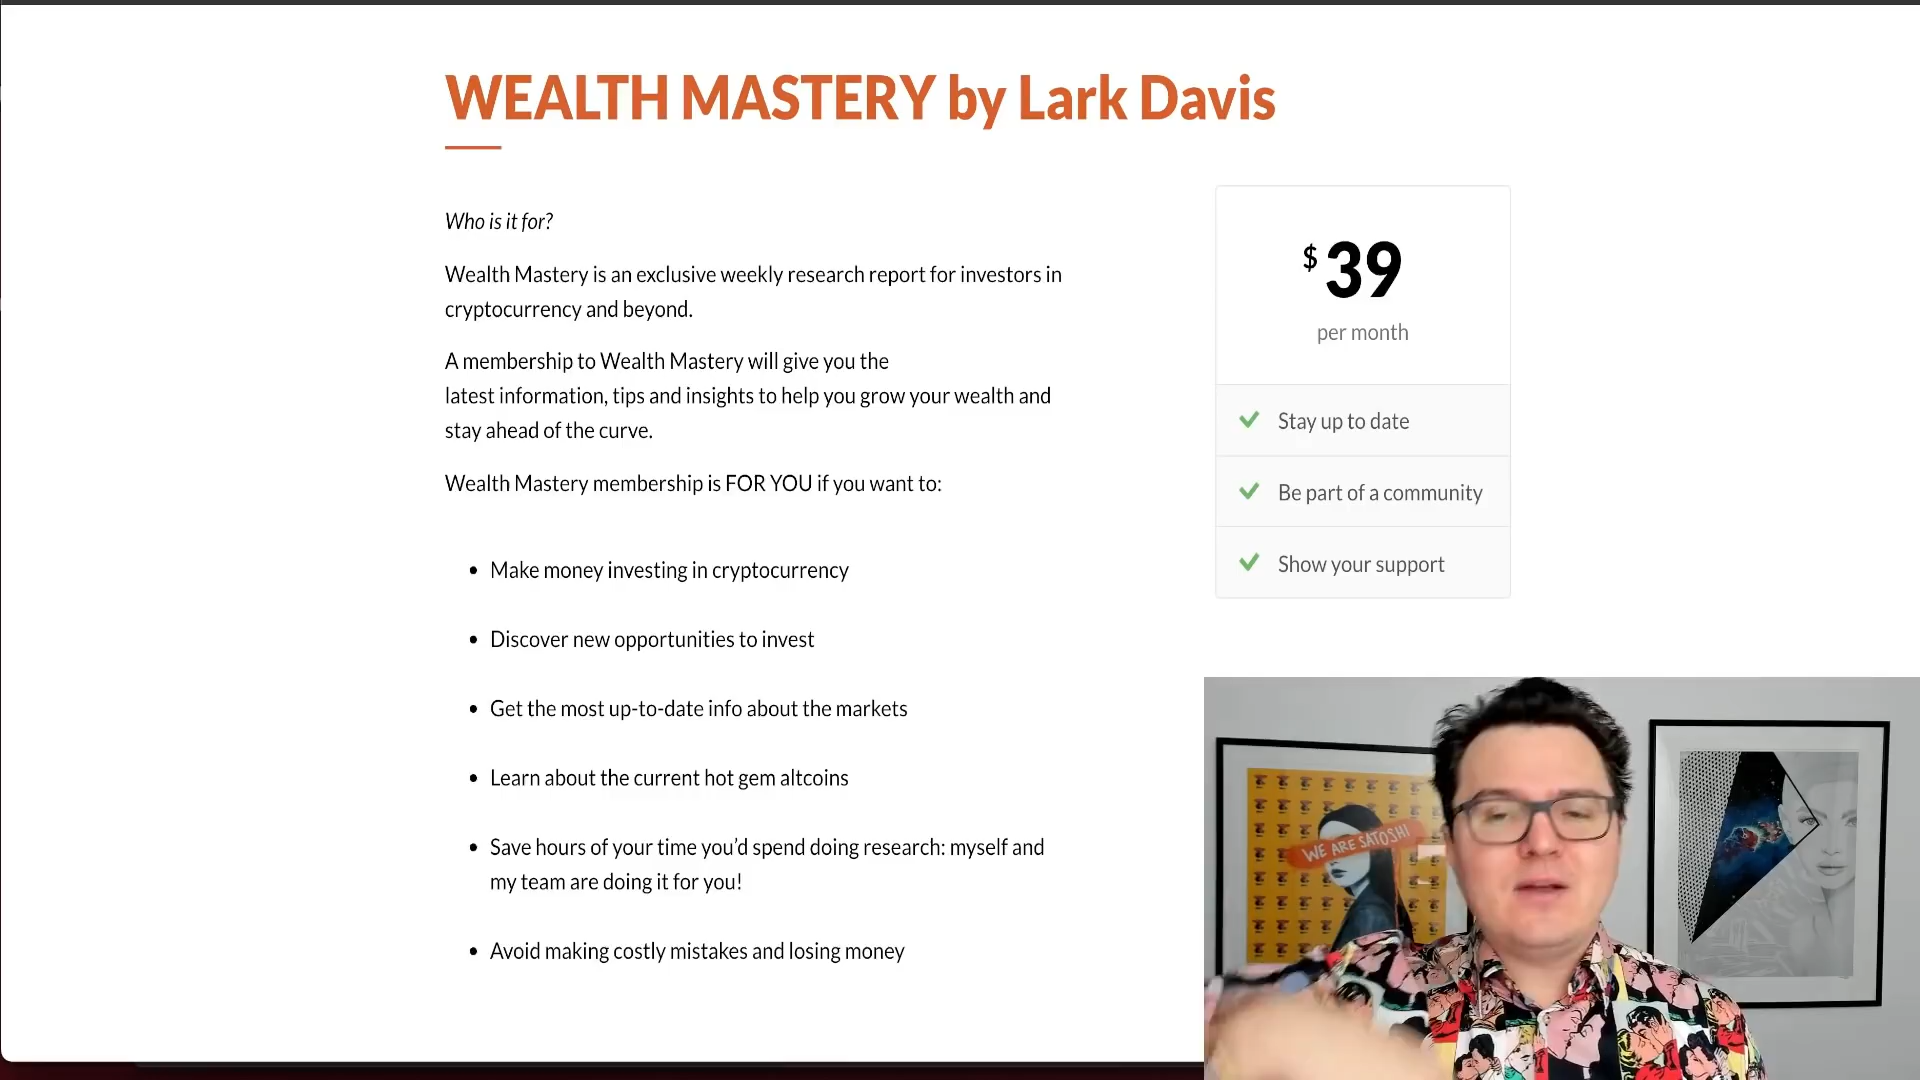 WEALTH MASTERY by Lark Davis
Who is it for?
Wealth Mastery is an exclusive weekly research report for investors in
cryptocurrency and beyond.
A membership to Wealth Mastery will give you the
latest information, tips and insights to help you grow your wealth and
stay ahead of the curve.
Wealth Mastery membership is FOR YOU if you want to:
• Make money investing in cryptocurrency
• Discover new opportunities to invest
• Get the most up-to-date info about the markets
• Learn about the current hot gem altcoins
• Save hours of your time you’d spend doing research: myself and
my team are doing it for you!
• Avoid making costly mistakes and losing money
$39
per month
Stay up to date
Be part of a community
Show your support
WE ARE SATOSHI